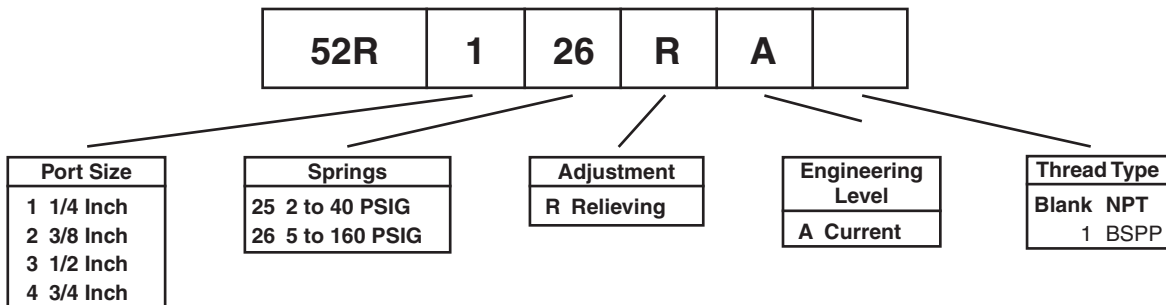 52R 1 26 R A
Port Size
1 1/4 Inch
2 3/8 Inch
3 1/2 Inch
4 3/4 Inch
Springs
25 2 to 40 PSIG
26 5 to 160 PSIG
Adjustment
R Relieving
Engineering
Level
A Current
Thread Type
Blank NPT
1 BSPP